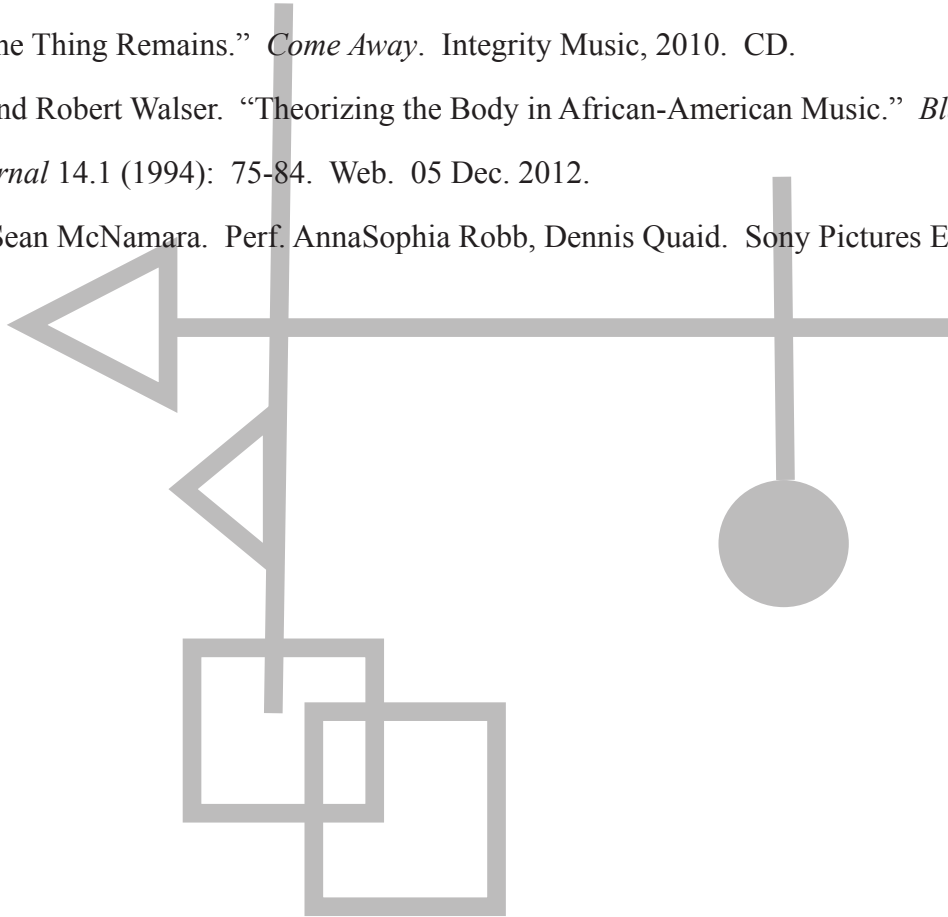 ne Thing Remains.” Come Away. Integrity Music, 2010. CD.
nd Robert Walser. “Theorizing the Body in African-American Music.” Bl
rnal 14.1 (1994): 75-84. Web. 05 Dec. 2012.
Sean McNamara. Perf. AnnaSophia Robb, Dennis Quaid. Sony Pictures E